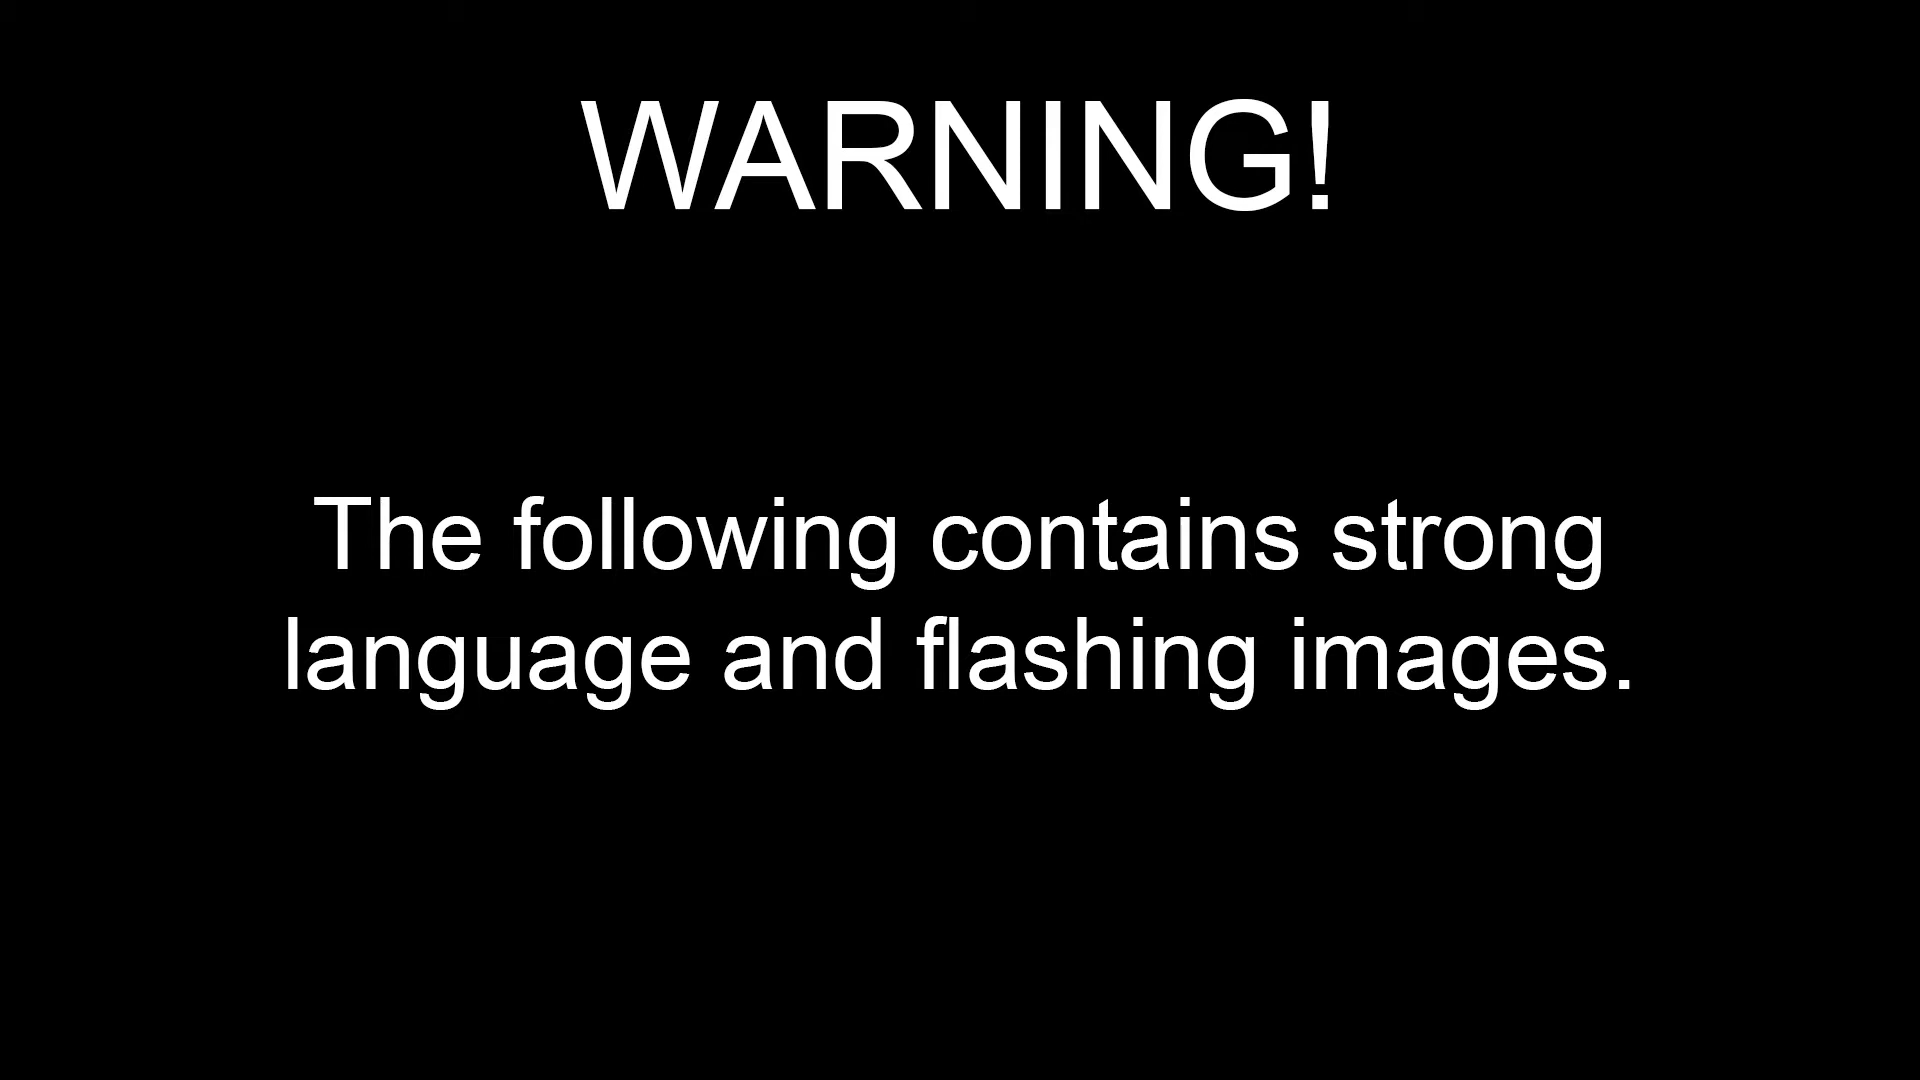 WARNING!
The following contains strong
language and flashing images.